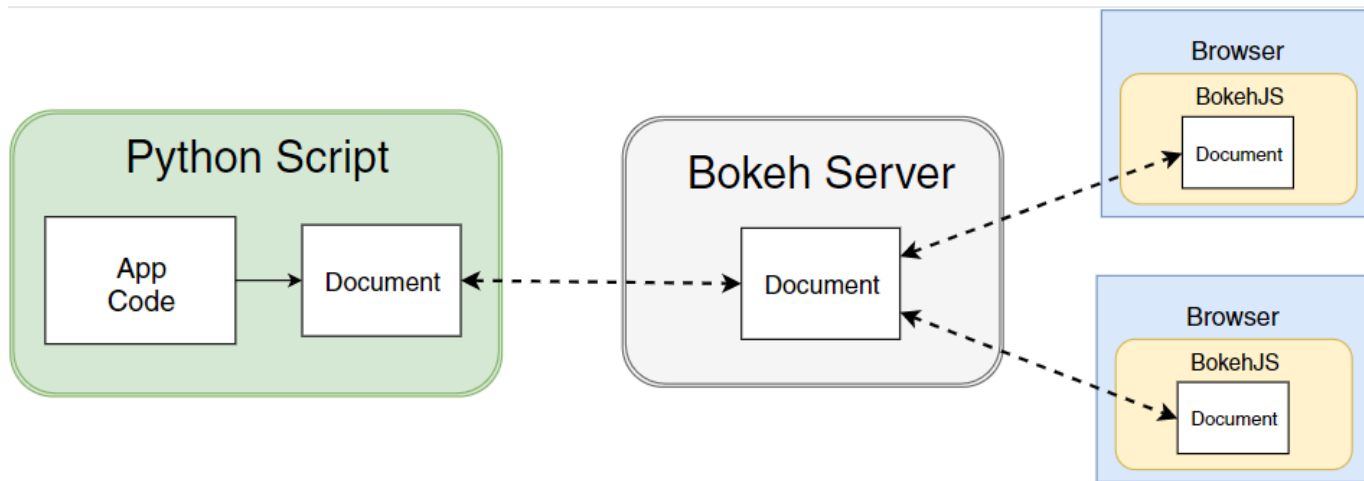 Python Script
App
Code
Document
Bokeh Server
Document
Browser
BokehJS
Document
Browser
BokehJS
Document